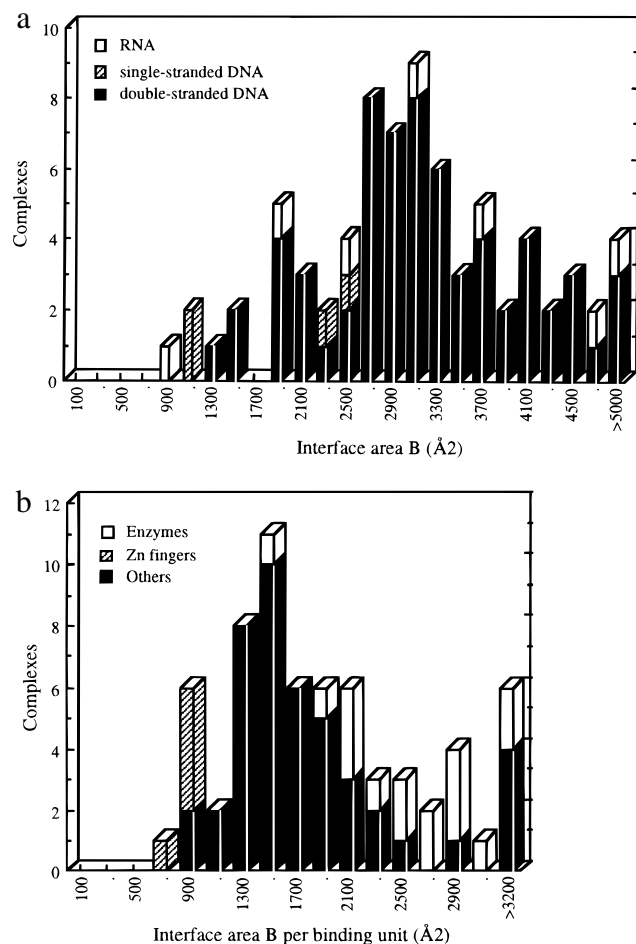 a
10
8
6
4
2
0
Complexes
RNA
single-stranded DNA
double-stranded DNA
100 500 900 1300 1700 2100 2500 2900 3300 3700 4100 4500 >5000
Interface area B (Å2)
b
12
10
8
6
4
2
0
Complexes
Enzymes
Zn fingers
Others
100 500 900 1300 1700 2100 2500 2900 >3200
Interface area B per binding unit (Å2)